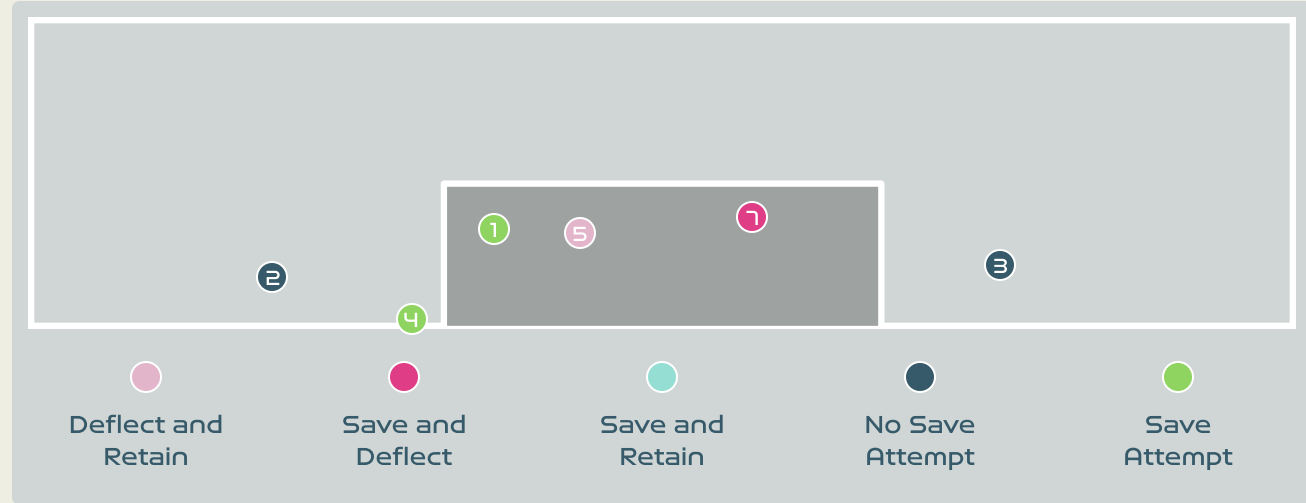 7
1
5
3
2
4
Deflect and
Retain
Save and
Deflect
Save and
Retain
No Save
Attempt
Save
Attempt